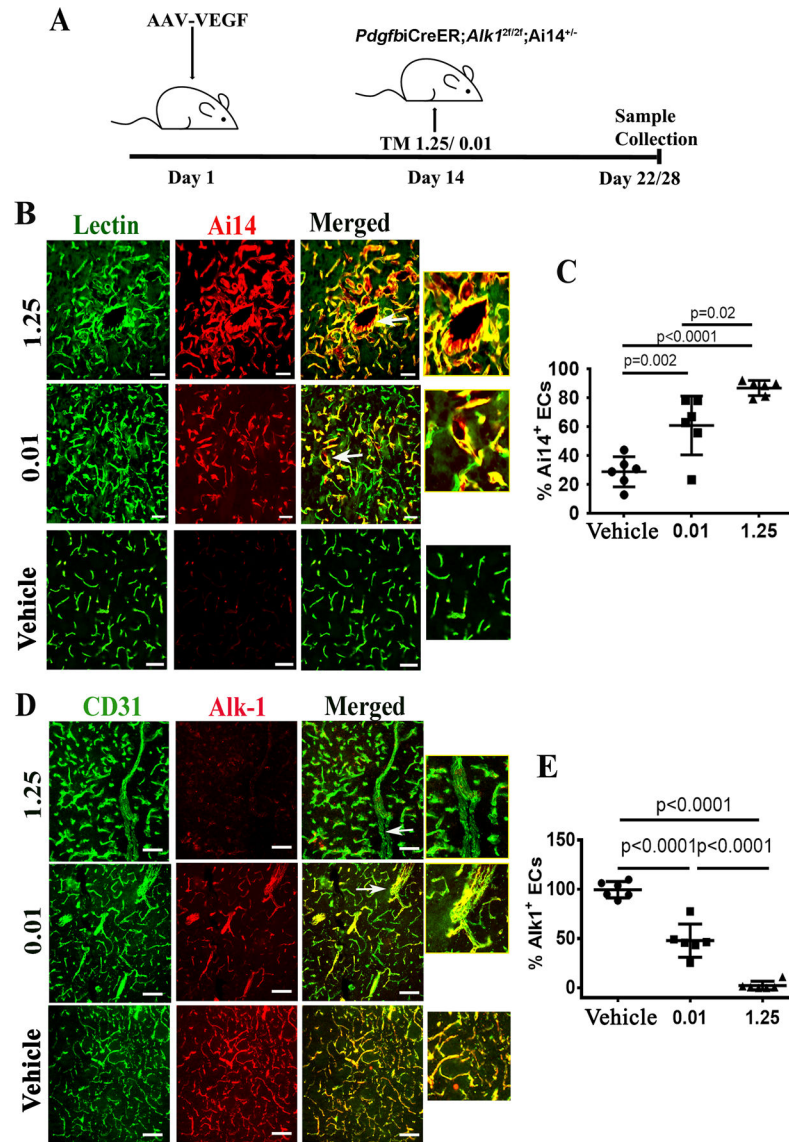 A
AAV-VEGF
PdgfbiCreER;Alk1²ᶠ/²ᶠ;Ai14⁺/⁻
TM 1.25/ 0.01
Sample
Collection
Day 1
Day 14
Day 22/28
B
Lectin
Ai14
Merged
1.25
0.01
Vehicle
C
p=0.02
p<0.0001
p=0.002
% Ai14⁺ ECs
100
80
60
40
20
0
Vehicle
0.01
1.25
D
CD31
Alk-1
Merged
1.25
0.01
Vehicle
E
p<0.0001
p<0.0001
p<0.0001
% Alk1⁺ ECs
150
100
50
0
Vehicle
0.01
1.25